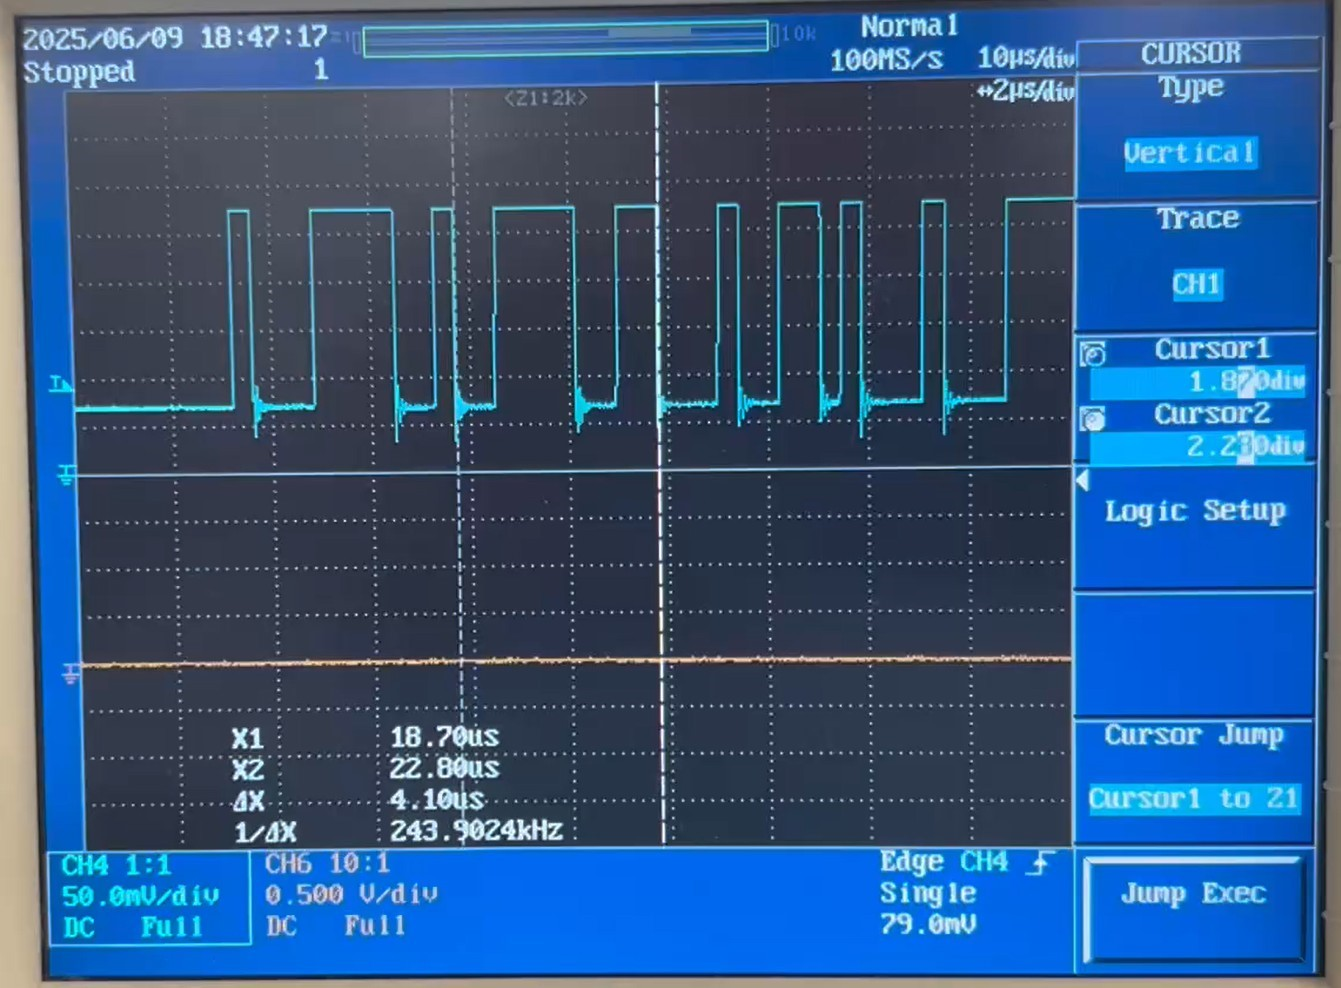 2025/06/09 18:47:17
Stopped 1
10k
Normal
100MS/s 10μs/div
↔2μs/div
<Z1:2k>
CURSOR
Type
Vertical
Trace
CH1
Cursor1
1.870div
Cursor2
2.280div
Logic Setup
Cursor Jump
Cursor1 to Z1
Jump Exec
X1 18.70us
X2 22.80us
ΔX 4.10us
1/ΔX 243.9024kHz
CH4 1:1
50.0mV/div
DC Full
CH6 10:1
0.500 V/div
DC Full
Edge CH4
Single
79.0mV